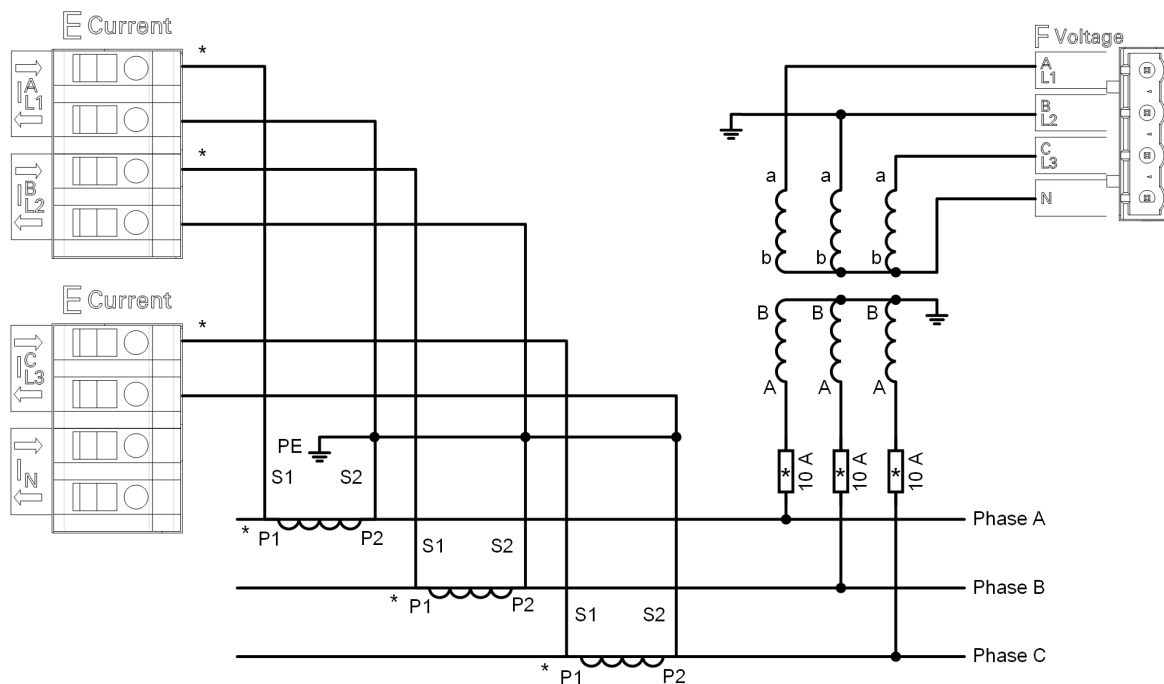 E Current
*
I A L1
*
I B L2
E Current
*
I C L3
I N
F Voltage
A
L1
B
L2
C
L3
N
a a a
b b b
B B B
A A A
* 10 A * 10 A * 10 A
PE
S1 S2
* P1 P2
Phase A
S1 S2
* P1 P2
Phase B
S1 S2
* P1 P2
Phase C